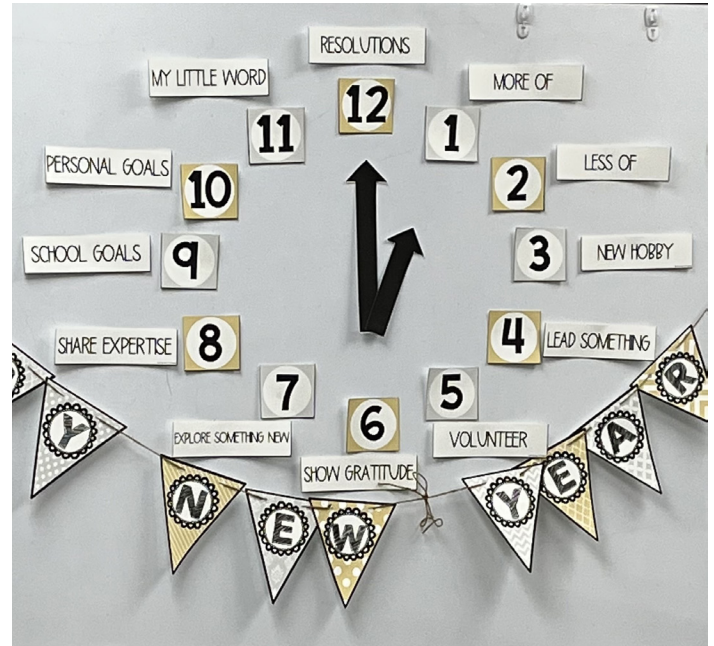 RESOLUTIONS
12
MORE OF
1
LESS OF
2
NEW HOBBY
3
LEAD SOMETHING
4
VOLUNTEER
5
SHOW GRATITUDE
6
EXPLORE SOMETHING NEW
7
SHARE EXPERTISE
8
SCHOOL GOALS
9
PERSONAL GOALS
10
MY LITTLE WORD
11
Y NEW YEAR